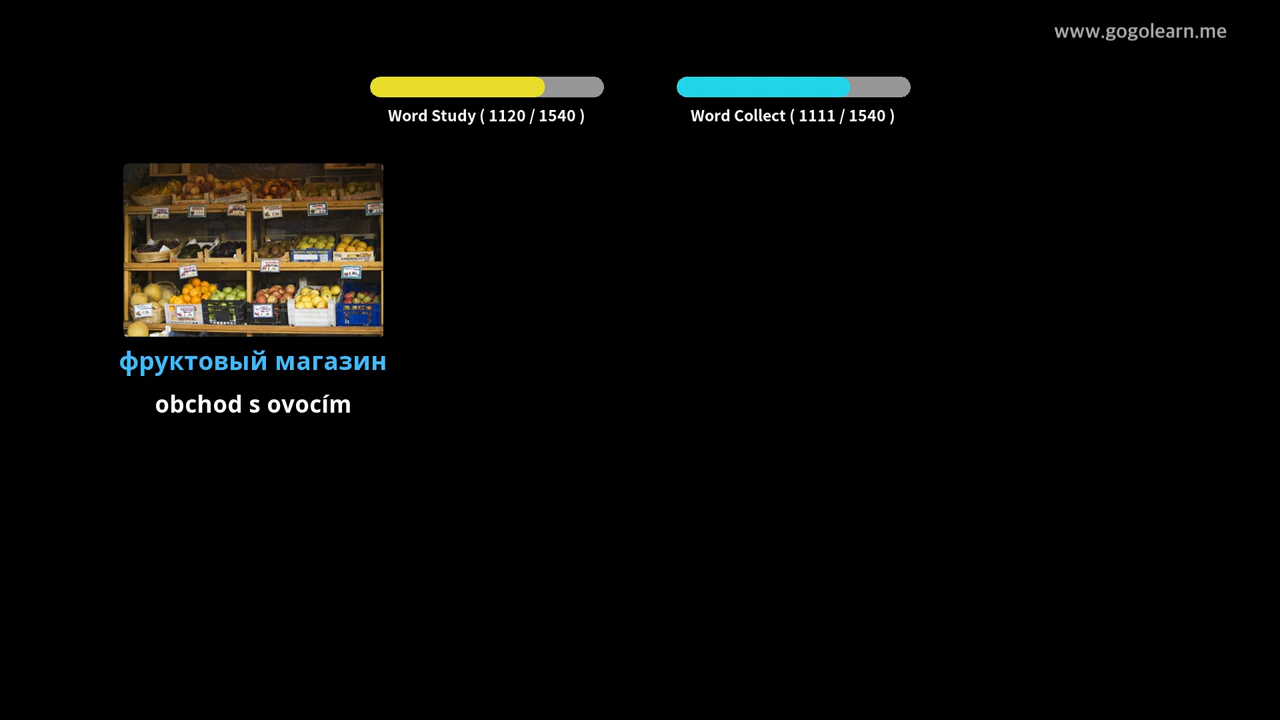 www.gogolearn.me
Word Study ( 1120 / 1540 )
Word Collect ( 1111 / 1540 )
фруктовый магазин
obchod s ovocím